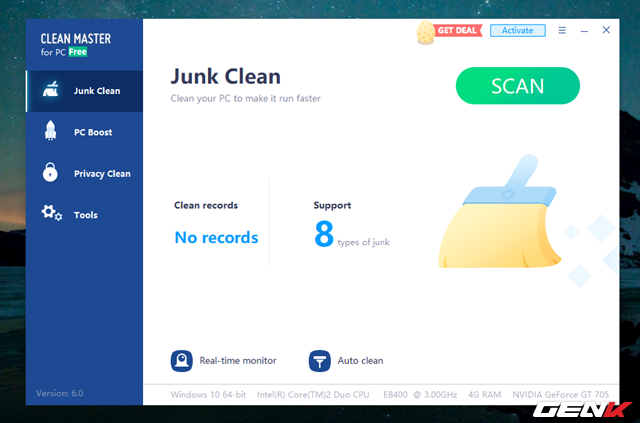 CLEAN MASTER
for PC Free
GET DEAL
Activate
Junk Clean
PC Boost
Privacy Clean
Tools
Version: 6.0
Junk Clean
Clean your PC to make it run faster
SCAN
Clean records
No records
Support
8 types of junk
Real-time monitor
Auto clean
Windows 10 64-bit Intel(R) Core(TM)2 Duo CPU E8400 @ 3.00GHz 4G RAM NVIDIA GeForce GT 705
GENK